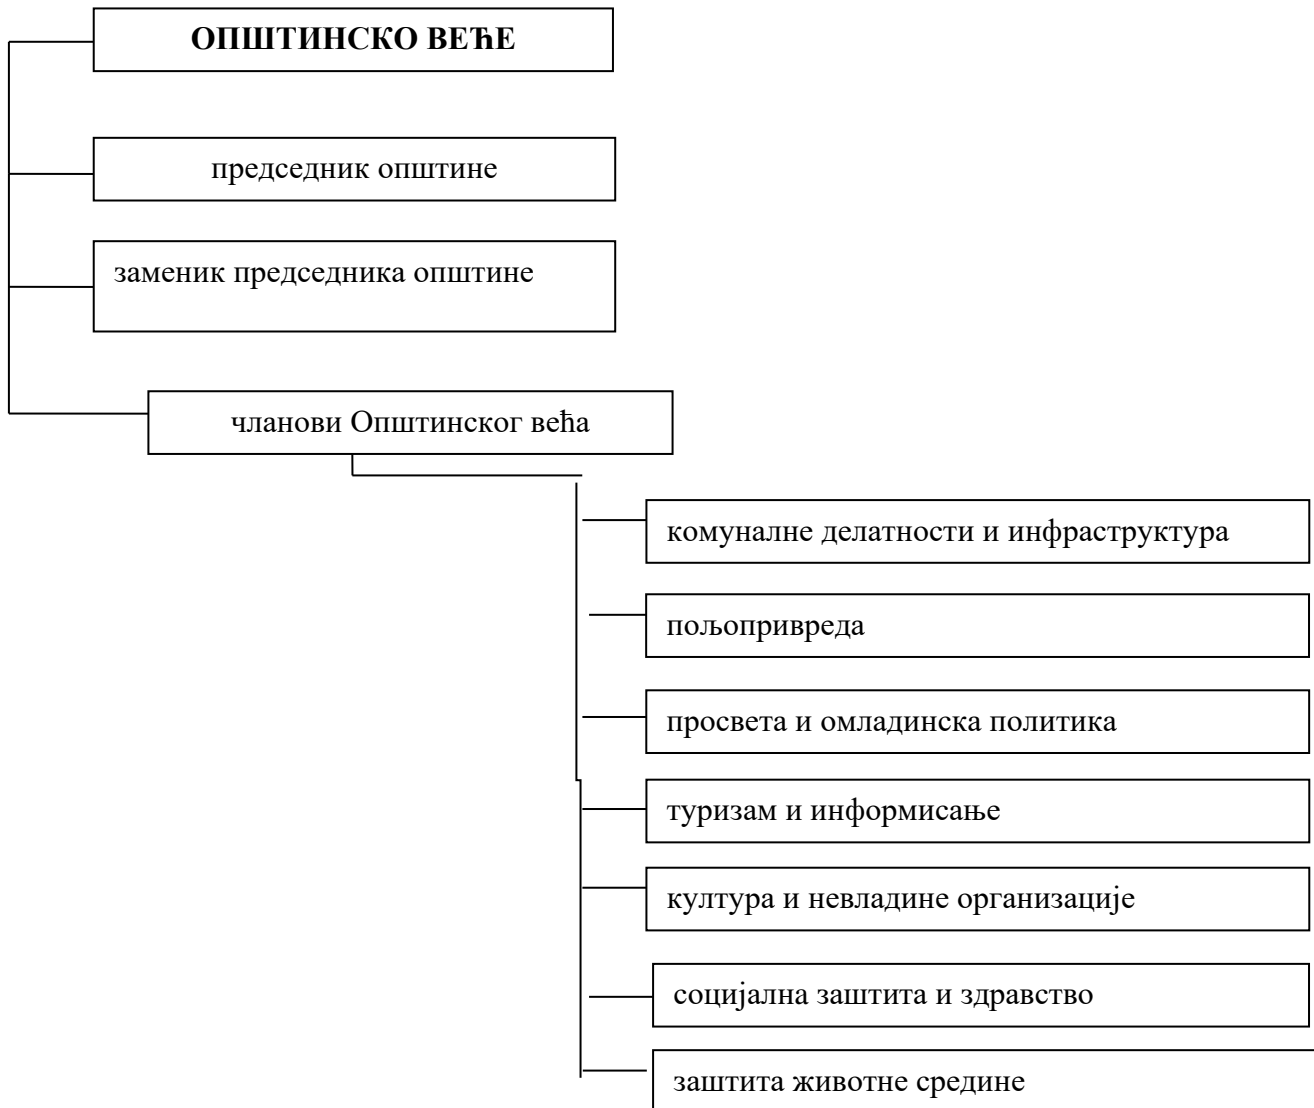 ОПШТИНСКО ВЕЋЕ
председник општине
заменик председника општине
чланови Општинског већа
комуналне делатности и инфраструктура
пољопривреда
просвета и омладинска политика
туризам и информисање
култура и невладине организације
социјална заштита и здравство
заштита животне средине